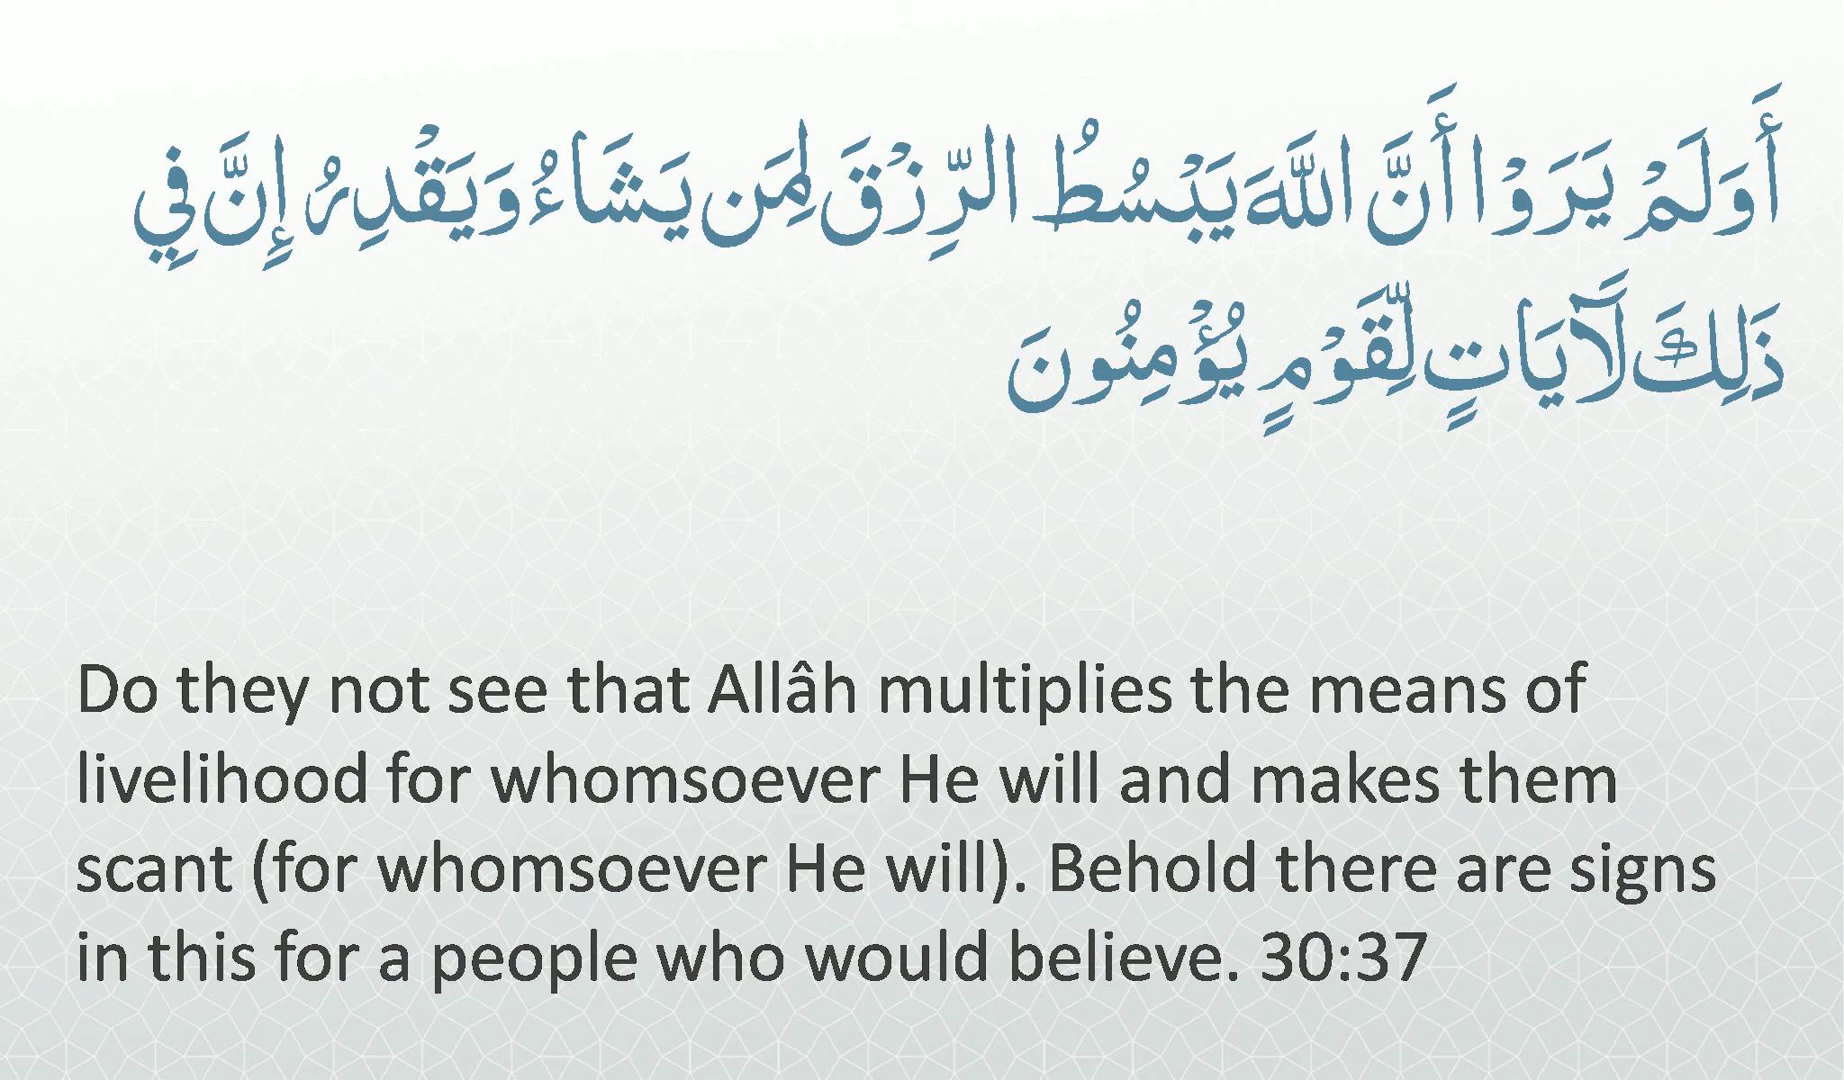 أَوَلَمْ يَرَوْا أَنَّ اللَّهَ يَبْسُطُ الرِّزْقَ لِمَن يَشَاءُ وَيَقْدِرُ إِنَّ فِي
ذَلِكَ لَآيَاتٍ لِّقَوْمٍ يُؤْمِنُونَ
Do they not see that Allâh multiplies the means of
livelihood for whomsoever He will and makes them
scant (for whomsoever He will). Behold there are signs
in this for a people who would believe. 30:37